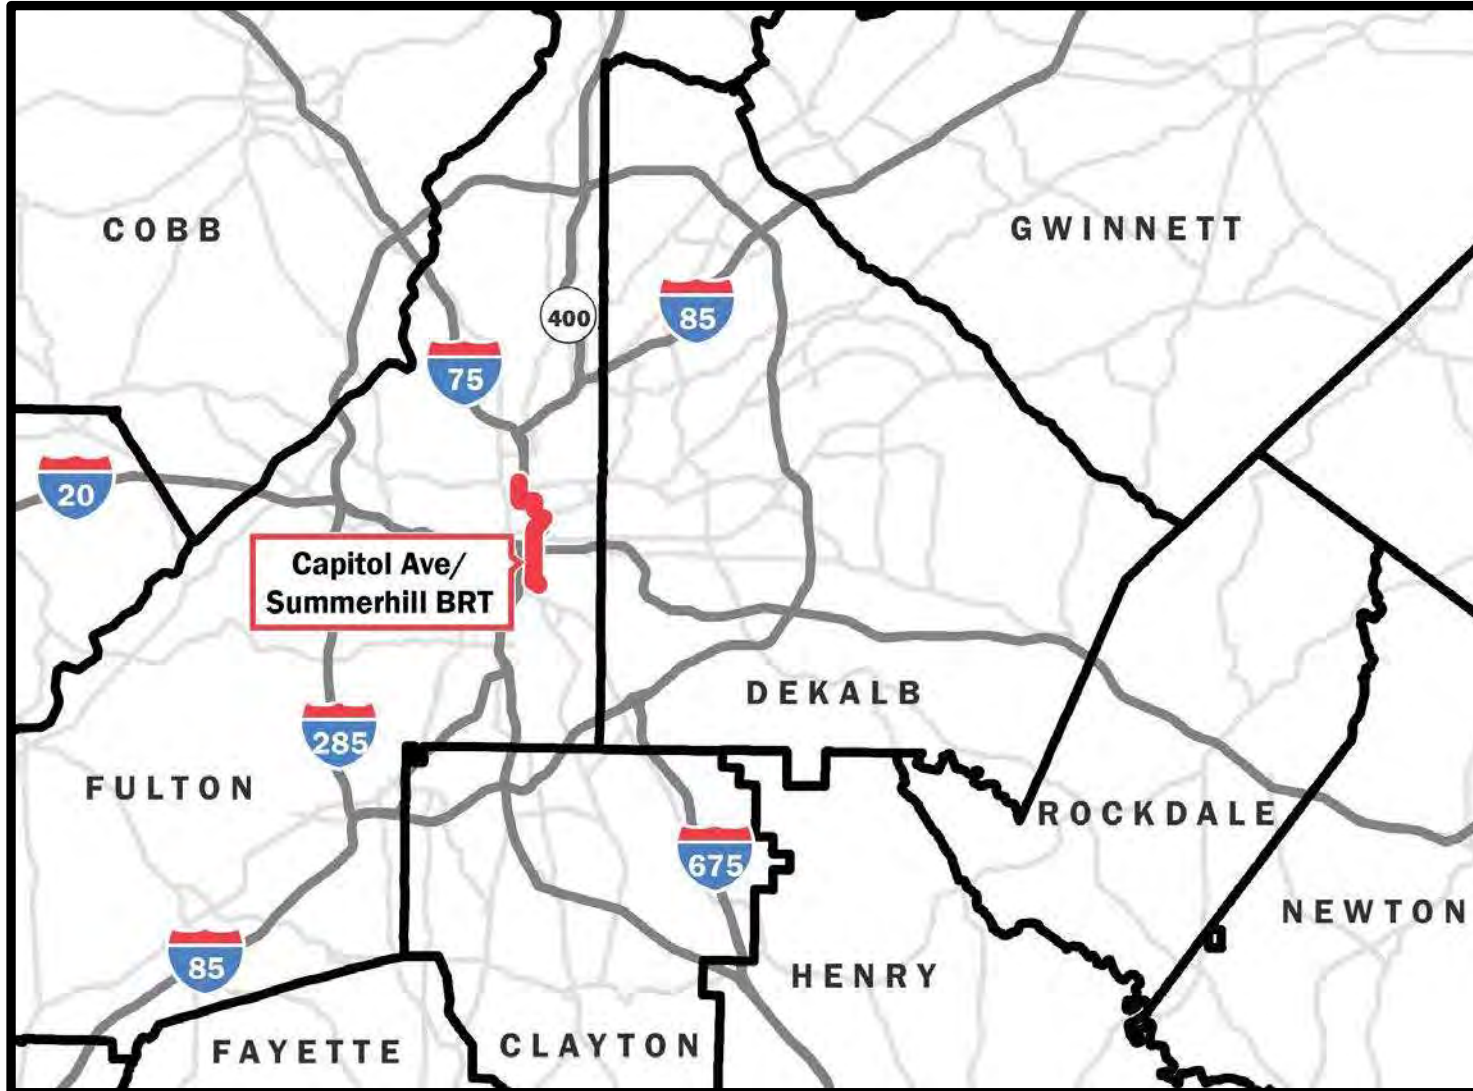 COBB
GWINNETT
400
85
75
20
Capitol Ave/
Summerhill BRT
DEKALB
285
FULTON
ROCKDALE
675
NEWTON
85
HENRY
FAYETTE
CLAYTON